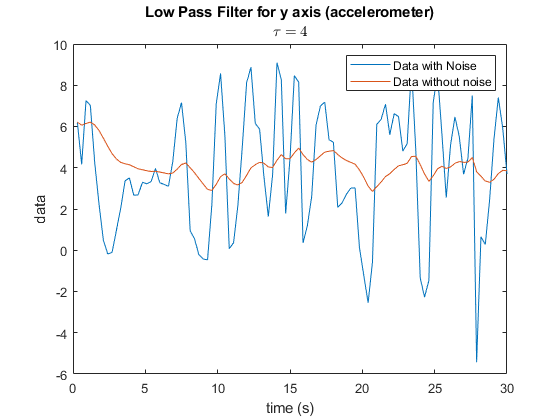 Low Pass Filter for y axis (accelerometer)
τ = 4
Data with Noise
Data without noise
10
8
6
4
2
0
-2
-4
-6
data
0
5
10
15
20
25
30
time (s)